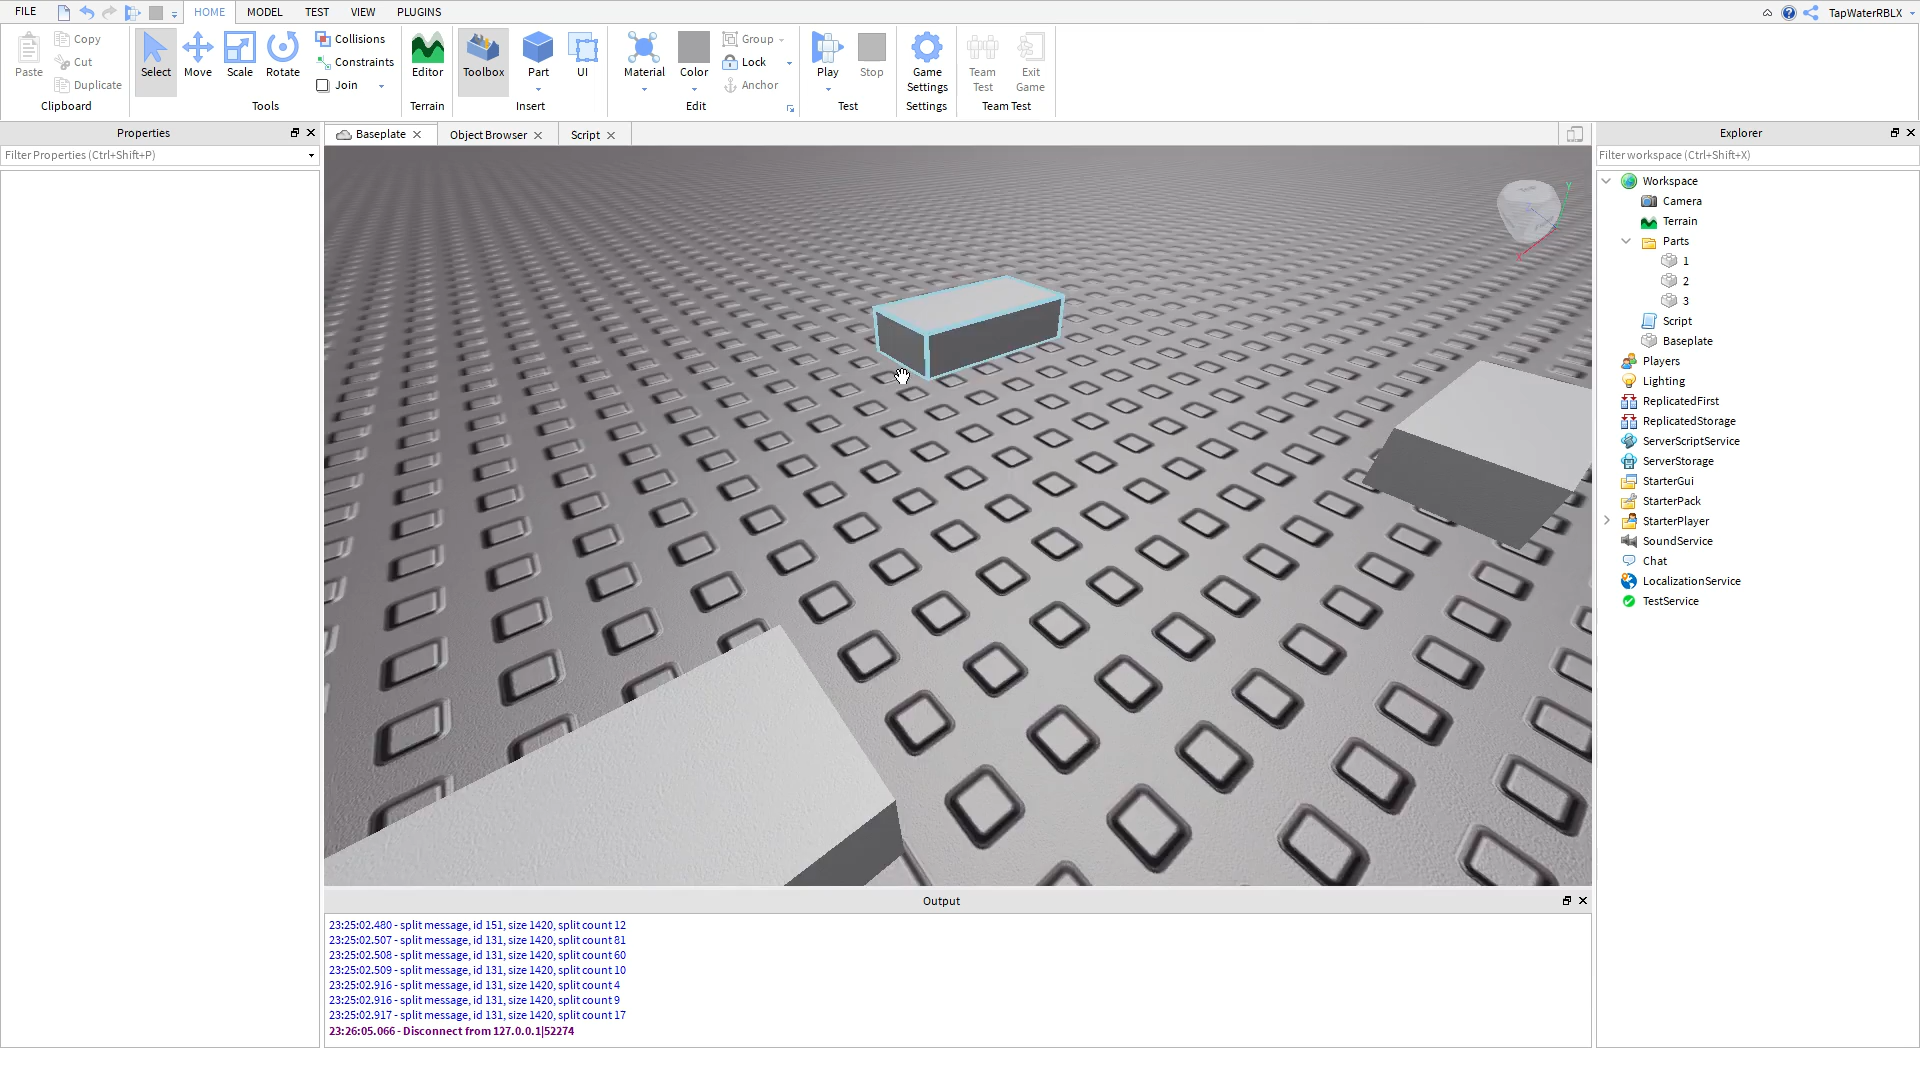 FILE HOME MODEL TEST VIEW PLUGINS TapWaterRBLX
Paste Copy Cut Duplicate Clipboard
Select Move Scale Rotate Collisions Constraints Join Tools
Editor Terrain
Toolbox Part UI Insert
Material Color Group Lock Anchor Edit
Play Stop Test
Game Settings Settings
Team Test Exit Game Team Test
Properties
Filter Properties (Ctrl+Shift+P)
Baseplate Object Browser Script
Explorer
Filter workspace (Ctrl+Shift+X)
Workspace
Camera
Terrain
Parts
1
2
3
Script
Baseplate
Players
Lighting
ReplicatedFirst
ReplicatedStorage
ServerScriptService
ServerStorage
StarterGui
StarterPack
StarterPlayer
SoundService
Chat
LocalizationService
TestService
Output
23:25:02.480 - split message, id 151, size 1420, split count 12
23:25:02.507 - split message, id 131, size 1420, split count 81
23:25:02.508 - split message, id 131, size 1420, split count 60
23:25:02.509 - split message, id 131, size 1420, split count 10
23:25:02.916 - split message, id 131, size 1420, split count 4
23:25:02.916 - split message, id 131, size 1420, split count 9
23:25:02.917 - split message, id 131, size 1420, split count 17
23:26:05.066 - Disconnect from 127.0.0.1|52274